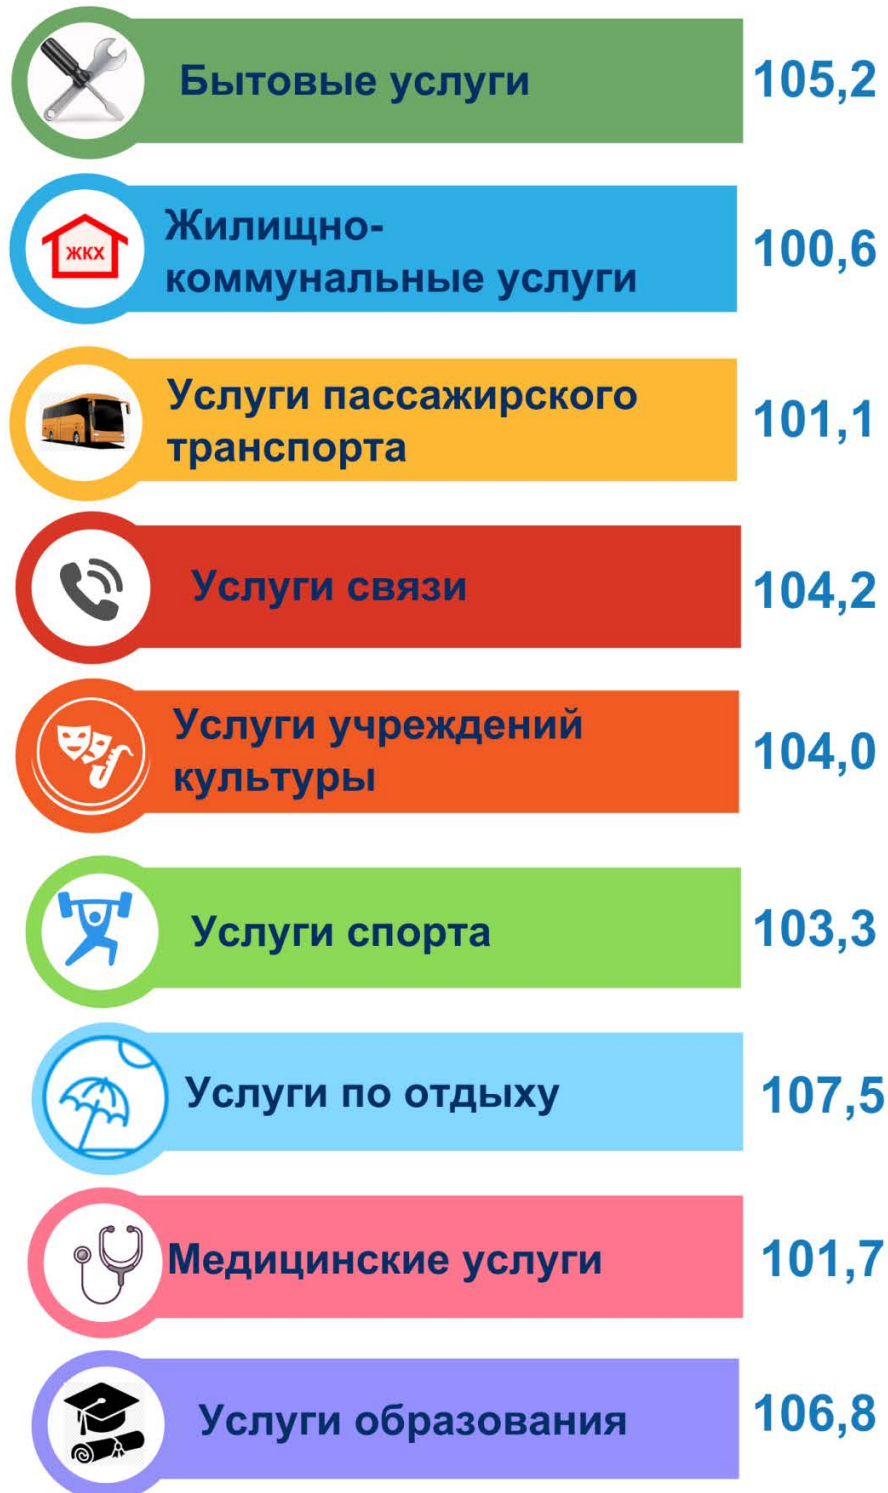 Бытовые услуги
105,2
ЖКХ
Жилищно-
коммунальные услуги
100,6
Услуги пассажирского
транспорта
101,1
Услуги связи
104,2
Услуги учреждений
культуры
104,0
Услуги спорта
103,3
Услуги по отдыху
107,5
Медицинские услуги
101,7
Услуги образования
106,8